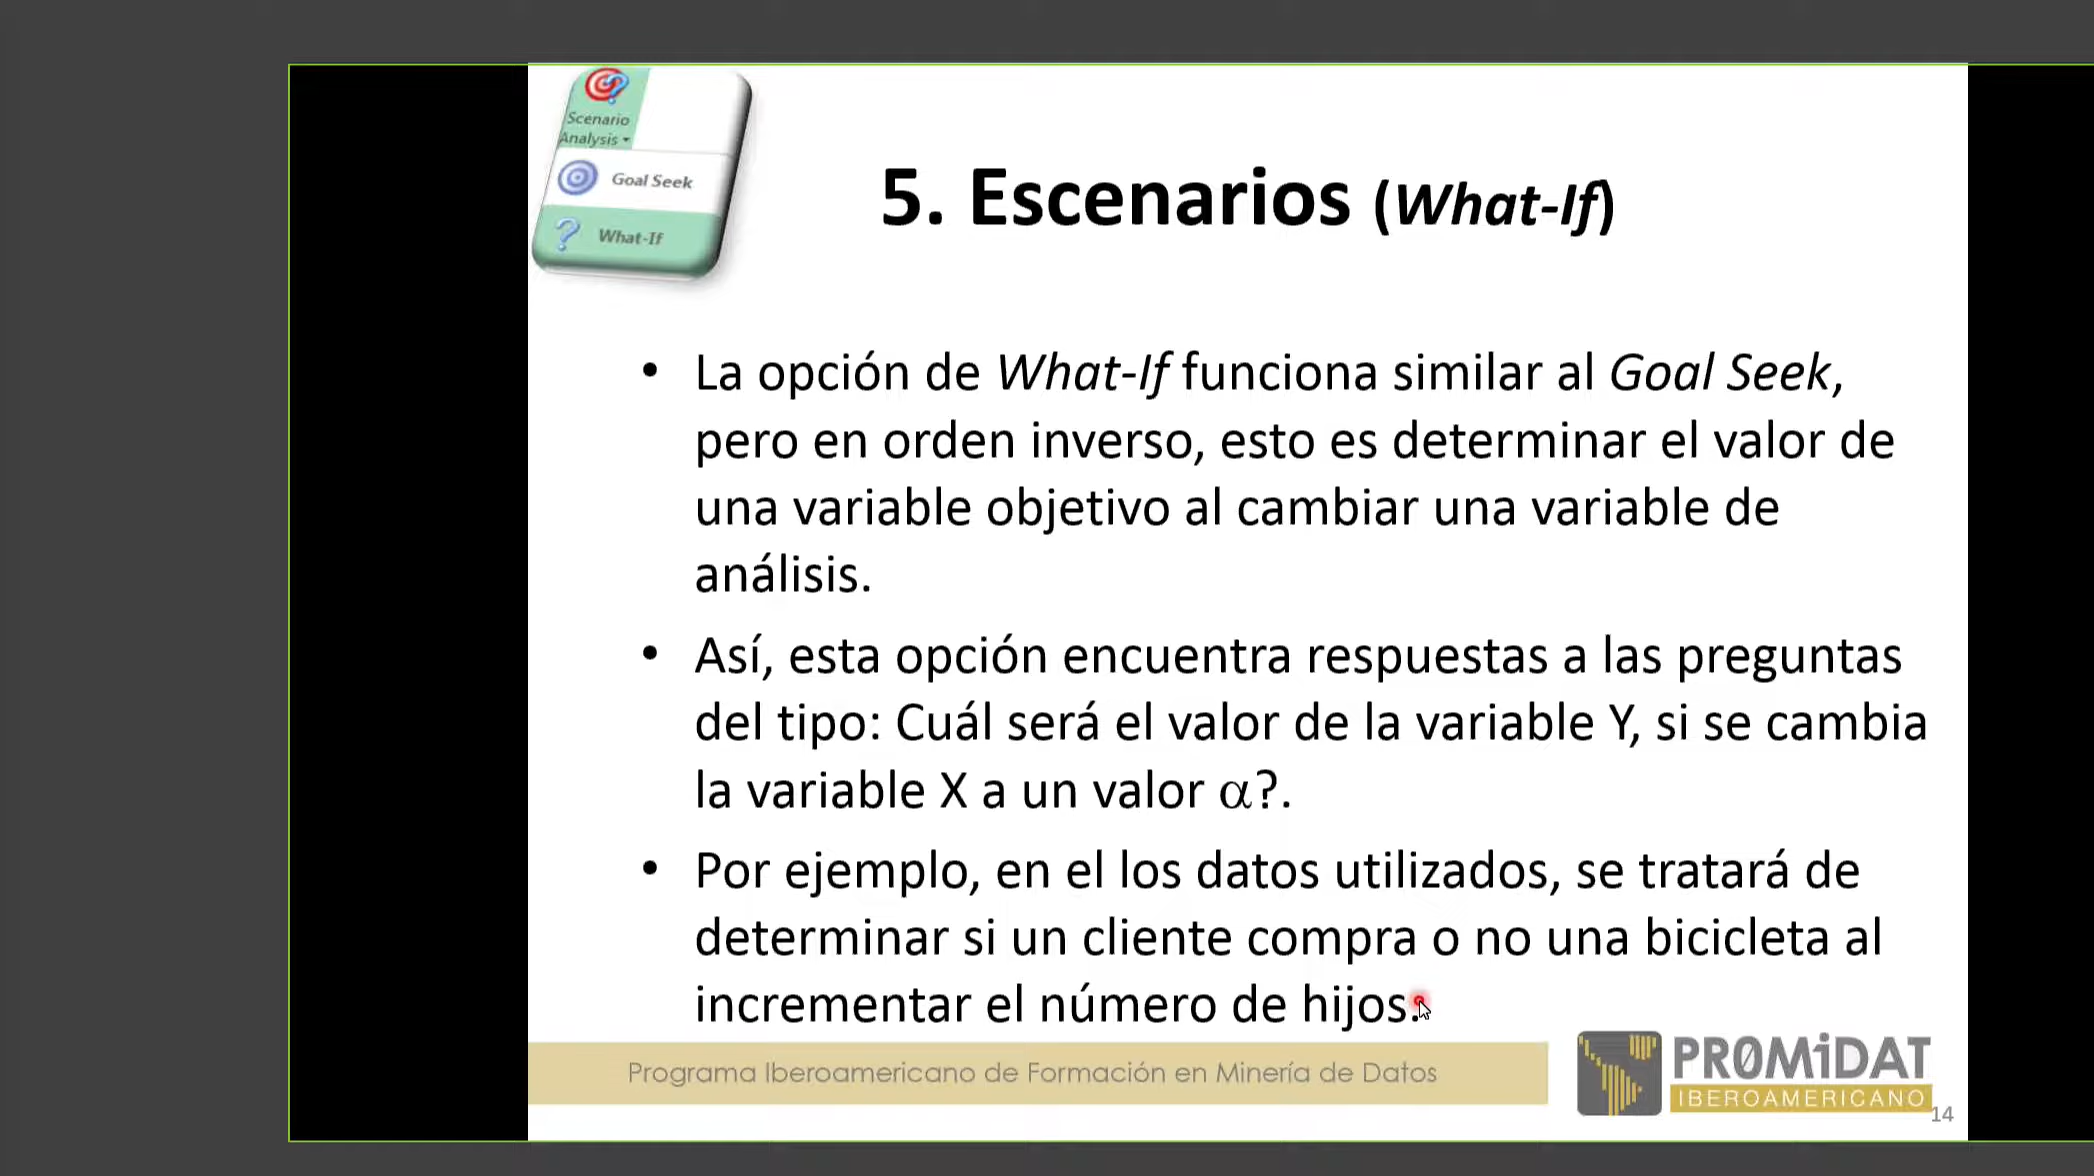 Scenario
Analysis
Goal Seek
What-If
5. Escenarios (What-If)
• La opción de What-If funciona similar al Goal Seek,
pero en orden inverso, esto es determinar el valor de
una variable objetivo al cambiar una variable de
análisis.
• Así, esta opción encuentra respuestas a las preguntas
del tipo: Cuál será el valor de la variable Y, si se cambia
la variable X a un valor α?.
• Por ejemplo, en el los datos utilizados, se tratará de
determinar si un cliente compra o no una bicicleta al
incrementar el número de hijos.
Programa Iberoamericano de Formación en Minería de Datos
PR0MiDAT
IBEROAMERICANO
14